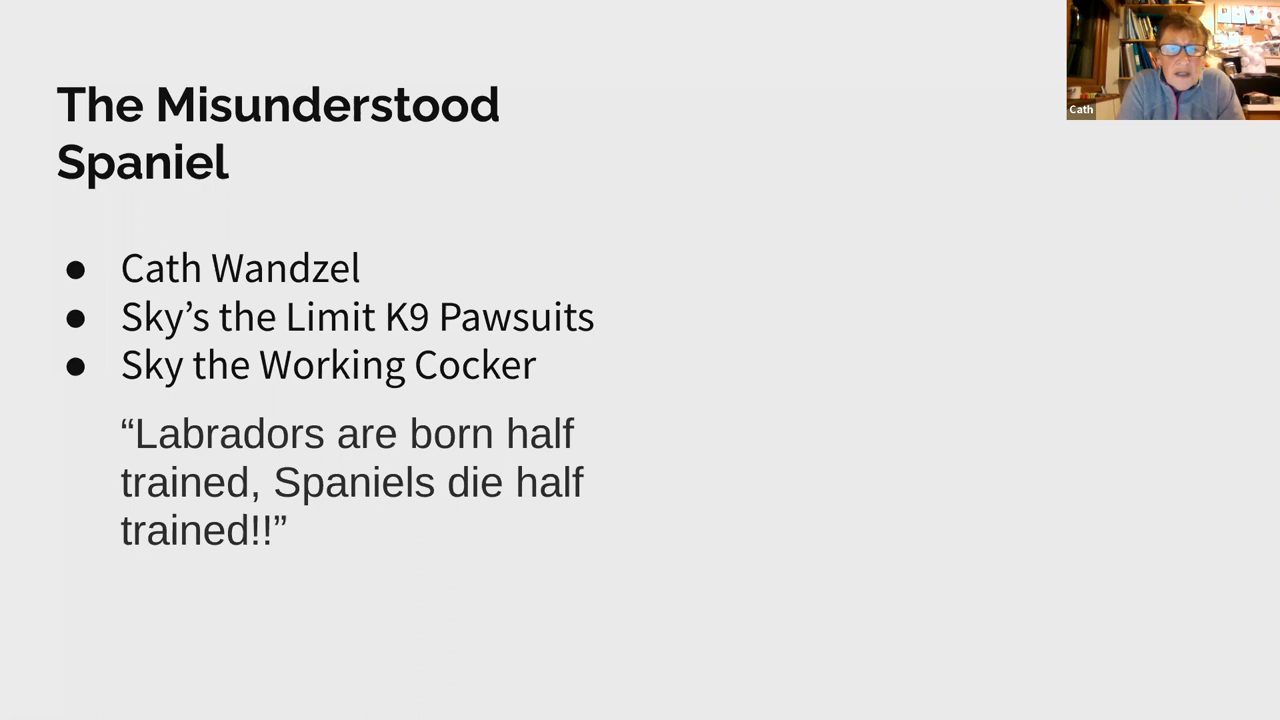 The Misunderstood
Spaniel
● Cath Wandzel
● Sky’s the Limit K9 Pawsuits
● Sky the Working Cocker
“Labradors are born half
trained, Spaniels die half
trained!!”
Cath